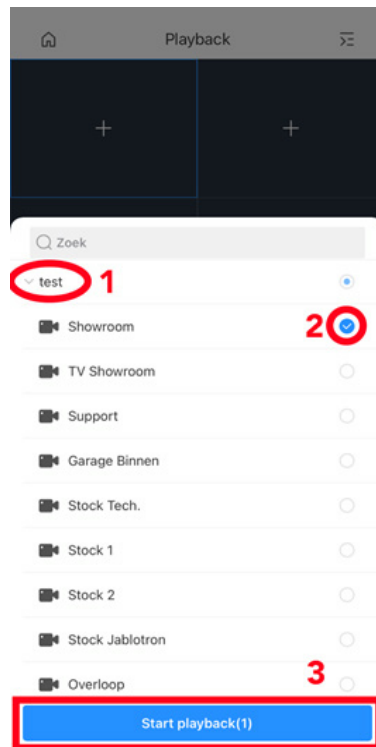 Playback
Zoek
test 1
Showroom 2
TV Showroom
Support
Garage Binnen
Stock Tech.
Stock 1
Stock 2
Stock Jablotron
Overloop 3
Start playback(1)